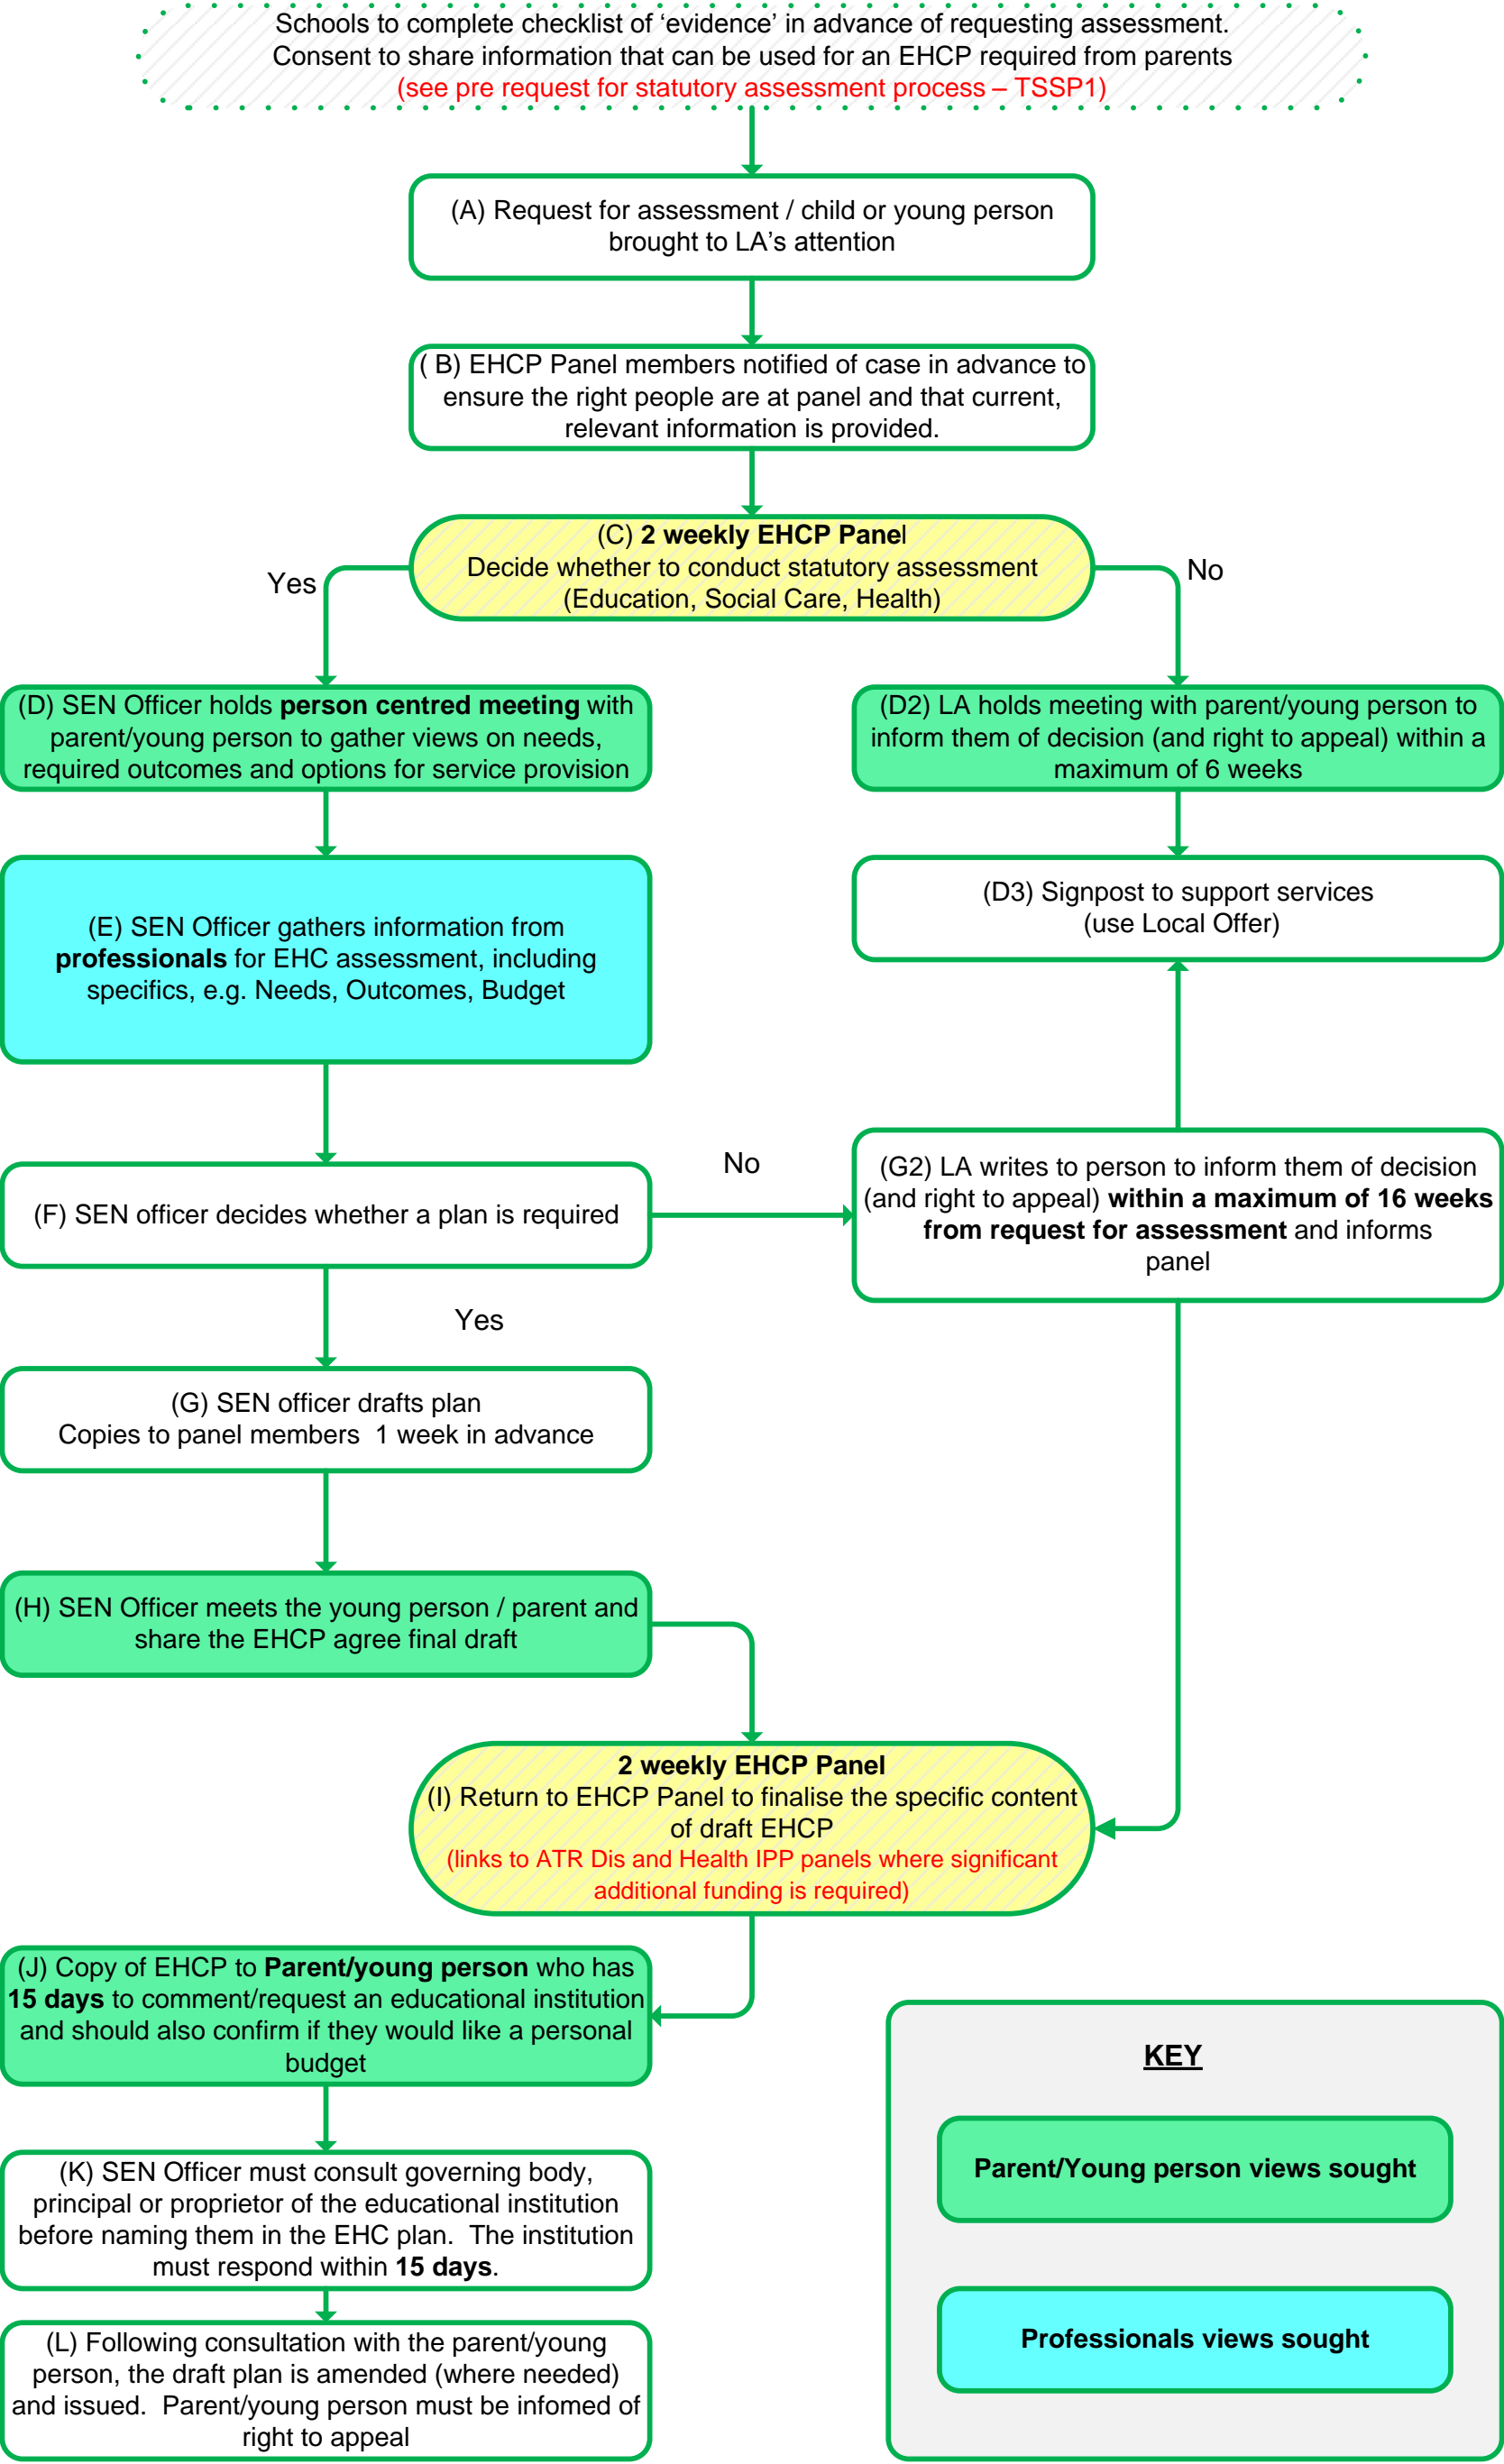 Schools to complete checklist of ‘evidence’ in advance of requesting assessment.
Consent to share information that can be used for an EHCP required from parents
(see pre request for statutory assessment process – TSSP1)
(A) Request for assessment / child or young person
brought to LA’s attention
( B) EHCP Panel members notified of case in advance to
ensure the right people are at panel and that current,
relevant information is provided.
(C) 2 weekly EHCP Panel
Decide whether to conduct statutory assessment
(Education, Social Care, Health)
Yes
No
(D) SEN Officer holds person centred meeting with
parent/young person to gather views on needs,
required outcomes and options for service provision
(D2) LA holds meeting with parent/young person to
inform them of decision (and right to appeal) within a
maximum of 6 weeks
(E) SEN Officer gathers information from
professionals for EHC assessment, including
specifics, e.g. Needs, Outcomes, Budget
(D3) Signpost to support services
(use Local Offer)
(F) SEN officer decides whether a plan is required
No
(G2) LA writes to person to inform them of decision
(and right to appeal) within a maximum of 16 weeks
from request for assessment and informs
panel
Yes
(G) SEN officer drafts plan
Copies to panel members  1 week in advance
(H) SEN Officer meets the young person / parent and
share the EHCP agree final draft
2 weekly EHCP Panel
(I) Return to EHCP Panel to finalise the specific content
of draft EHCP
(links to ATR Dis and Health IPP panels where significant
additional funding is required)
(J) Copy of EHCP to Parent/young person who has
15 days to comment/request an educational institution
and should also confirm if they would like a personal
budget
(K) SEN Officer must consult governing body,
principal or proprietor of the educational institution
before naming them in the EHC plan.  The institution
must respond within 15 days.
(L) Following consultation with the parent/young
person, the draft plan is amended (where needed)
and issued.  Parent/young person must be infomed of
right to appeal
KEY
Parent/Young person views sought
Professionals views sought